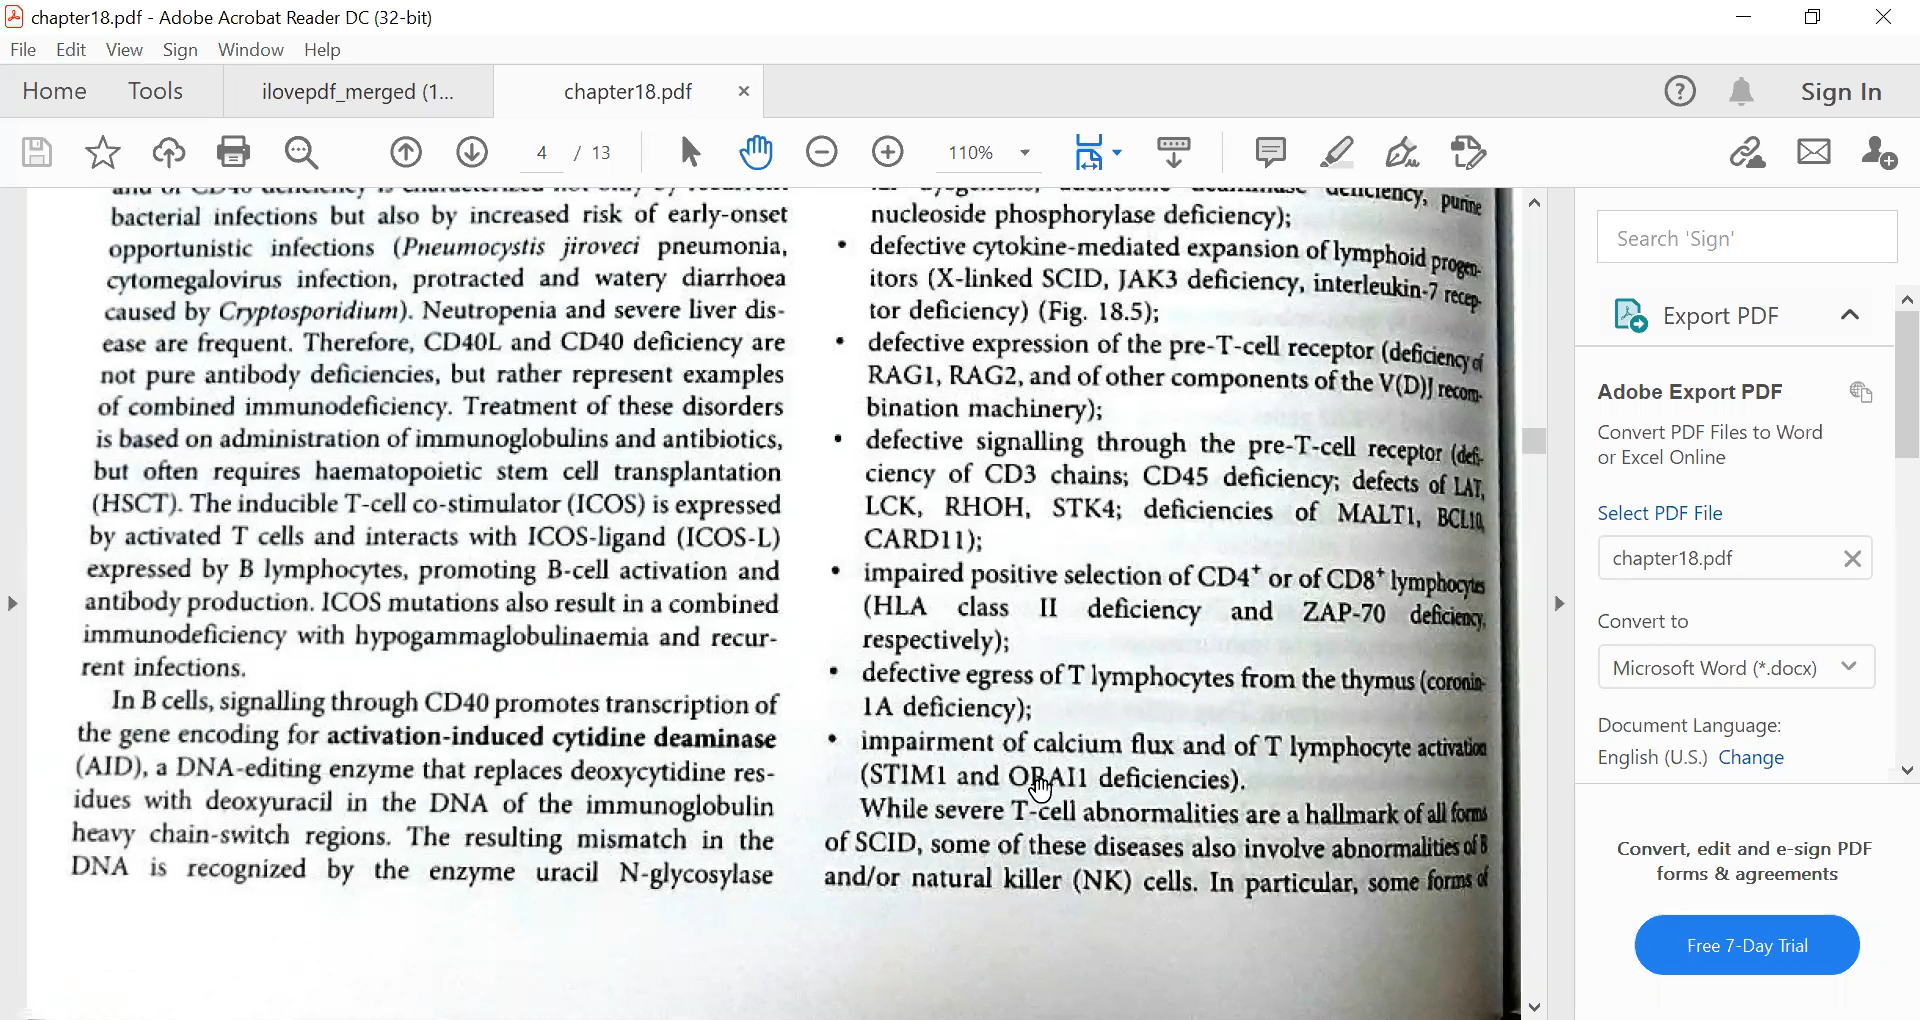 chapter18.pdf - Adobe Acrobat Reader DC (32-bit)
File Edit View Sign Window Help
Home Tools ilovepdf_merged (1... chapter18.pdf Sign In
4 / 13 110%
bacterial infections but also by increased risk of early-onset
opportunistic infections (Pneumocystis jiroveci pneumonia,
cytomegalovirus infection, protracted and watery diarrhoea
caused by Cryptosporidium). Neutropenia and severe liver dis-
ease are frequent. Therefore, CD40L and CD40 deficiency are
not pure antibody deficiencies, but rather represent examples
of combined immunodeficiency. Treatment of these disorders
is based on administration of immunoglobulins and antibiotics,
but often requires haematopoietic stem cell transplantation
(HSCT). The inducible T-cell co-stimulator (ICOS) is expressed
by activated T cells and interacts with ICOS-ligand (ICOS-L)
expressed by B lymphocytes, promoting B-cell activation and
antibody production. ICOS mutations also result in a combined
immunodeficiency with hypogammaglobulinaemia and recur-
rent infections.
In B cells, signalling through CD40 promotes transcription of
the gene encoding for activation-induced cytidine deaminase
(AID), a DNA-editing enzyme that replaces deoxycytidine res-
idues with deoxyuracil in the DNA of the immunoglobulin
heavy chain-switch regions. The resulting mismatch in the
DNA is recognized by the enzyme uracil N-glycosylase
deficiency, purine
nucleoside phosphorylase deficiency);
• defective cytokine-mediated expansion of lymphoid progen-
itors (X-linked SCID, JAK3 deficiency, interleukin-7 recep-
tor deficiency) (Fig. 18.5);
• defective expression of the pre-T-cell receptor (deficiency of
RAG1, RAG2, and of other components of the V(D)J recom-
bination machinery);
• defective signalling through the pre-T-cell receptor (defi-
ciency of CD3 chains; CD45 deficiency; defects of LAT,
LCK, RHOH, STK4; deficiencies of MALT1, BCL10,
CARD11);
• impaired positive selection of CD4+ or of CD8+ lymphocytes
(HLA class II deficiency and ZAP-70 deficiency,
respectively);
• defective egress of T lymphocytes from the thymus (coronin-
1A deficiency);
• impairment of calcium flux and of T lymphocyte activation
(STIM1 and ORAI1 deficiencies).
While severe T-cell abnormalities are a hallmark of all forms
of SCID, some of these diseases also involve abnormalities of B
and/or natural killer (NK) cells. In particular, some forms of
Search 'Sign'
Export PDF
Adobe Export PDF
Convert PDF Files to Word
or Excel Online
Select PDF File
chapter18.pdf
Convert to
Microsoft Word (*.docx)
Document Language:
English (U.S.) Change
Convert, edit and e-sign PDF
forms & agreements
Free 7-Day Trial